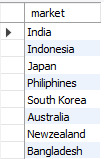 market
India
Indonesia
Japan
Philiphines
South Korea
Australia
Newzealand
Bangladesh